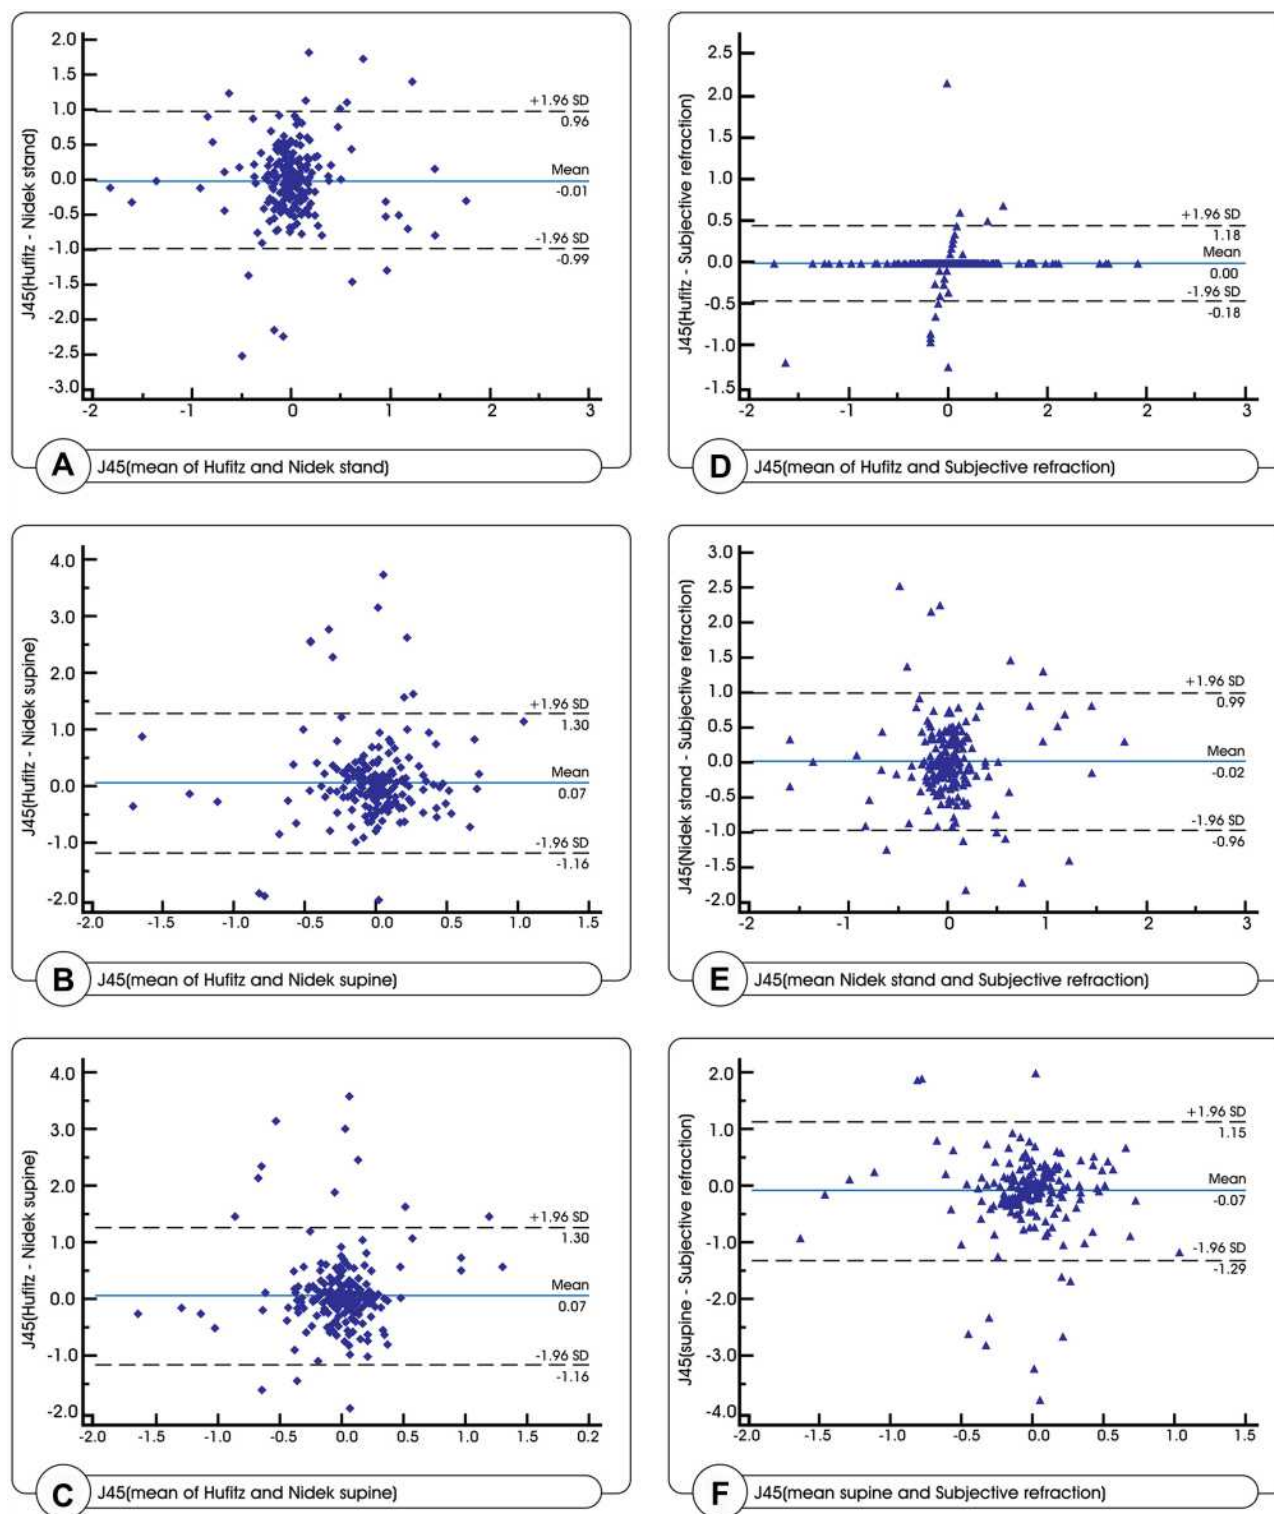 J45(Hufitz - Nidek stand)
2.0
1.5
1.0
0.5
0.0
-0.5
-1.0
-1.5
-2.0
-2.5
-3.0
+1.96 SD
0.96
Mean
-0.01
-1.96 SD
-0.99
-2 -1 0 1 2 3
A J45(mean of Hufitz and Nidek stand)
J45(Hufitz - Subjective refraction)
2.5
2.0
1.5
1.0
0.5
0.0
-0.5
-1.0
-1.5
+1.96 SD
1.18
Mean
0.00
-1.96 SD
-0.18
-2 -1 0 2 2 3
D J45(mean of Hufitz and Subjective refraction)
J45(Hufitz - Nidek supine)
4.0
3.0
2.0
1.0
0.0
-1.0
-2.0
+1.96 SD
1.30
Mean
0.07
-1.96 SD
-1.16
-2.0 -1.5 -1.0 -0.5 0.0 0.5 1.0 1.5
B J45(mean of Hufitz and Nidek supine)
J45(Nidek stand - Subjective refraction)
3.0
2.5
2.0
1.5
1.0
0.5
0.0
-0.5
-1.0
-1.5
-2.0
+1.96 SD
0.99
Mean
-0.02
-1.96 SD
-0.96
-2 -1 0 1 2 3
E J45(mean Nidek stand and Subjective refraction)
J45(Hufitz - Nidek supine)
4.0
3.0
2.0
1.0
0.0
-1.0
-2.0
+1.96 SD
1.30
Mean
0.07
-1.96 SD
-1.16
-2.0 -1.5 -1.0 -0.5 0.0 0.5 1.0 1.5 0.2
C J45(mean of Hufitz and Nidek supine)
J45(supine - Subjective refraction)
2.0
1.0
0.0
-1.0
-2.0
-3.0
-4.0
+1.96 SD
1.15
Mean
-0.07
-1.96 SD
-1.29
-2.0 -1.5 -1.0 -0.5 0.0 0.5 1.0 1.5
F J45(mean supine and Subjective refraction)